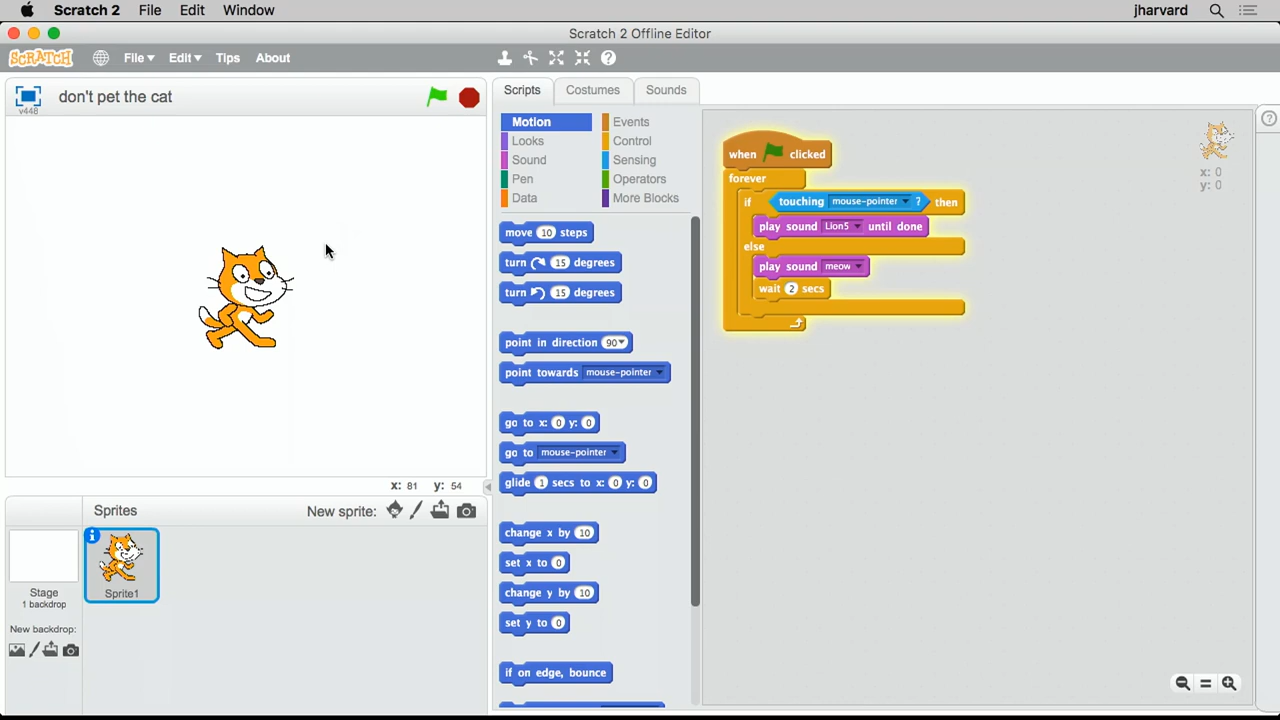 Scratch 2 File Edit Window jharvard
Scratch 2 Offline Editor
SCRATCH File Edit Tips About
v448 don't pet the cat
Scripts Costumes Sounds
Motion Events
Looks Control
Sound Sensing
Pen Operators
Data More Blocks
move 10 steps
turn 15 degrees
turn 15 degrees
point in direction 90
point towards mouse-pointer
go to x: 0 y: 0
go to mouse-pointer
glide 1 secs to x: 0 y: 0
change x by 10
set x to 0
change y by 10
set y to 0
if on edge, bounce
when clicked
forever
if touching mouse-pointer ? then
play sound Lion5 until done
else
play sound meow
wait 2 secs
x: 0
y: 0
x: 81 y: 54
Sprites New sprite:
Stage
1 backdrop
New backdrop:
Sprite1